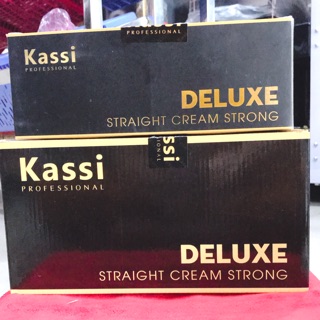 Kassi
PROFESSIONAL
DELUXE
STRAIGHT CREAM STRONG
Kassi
PROFESSIONAL
DELUXE
STRAIGHT CREAM STRONG